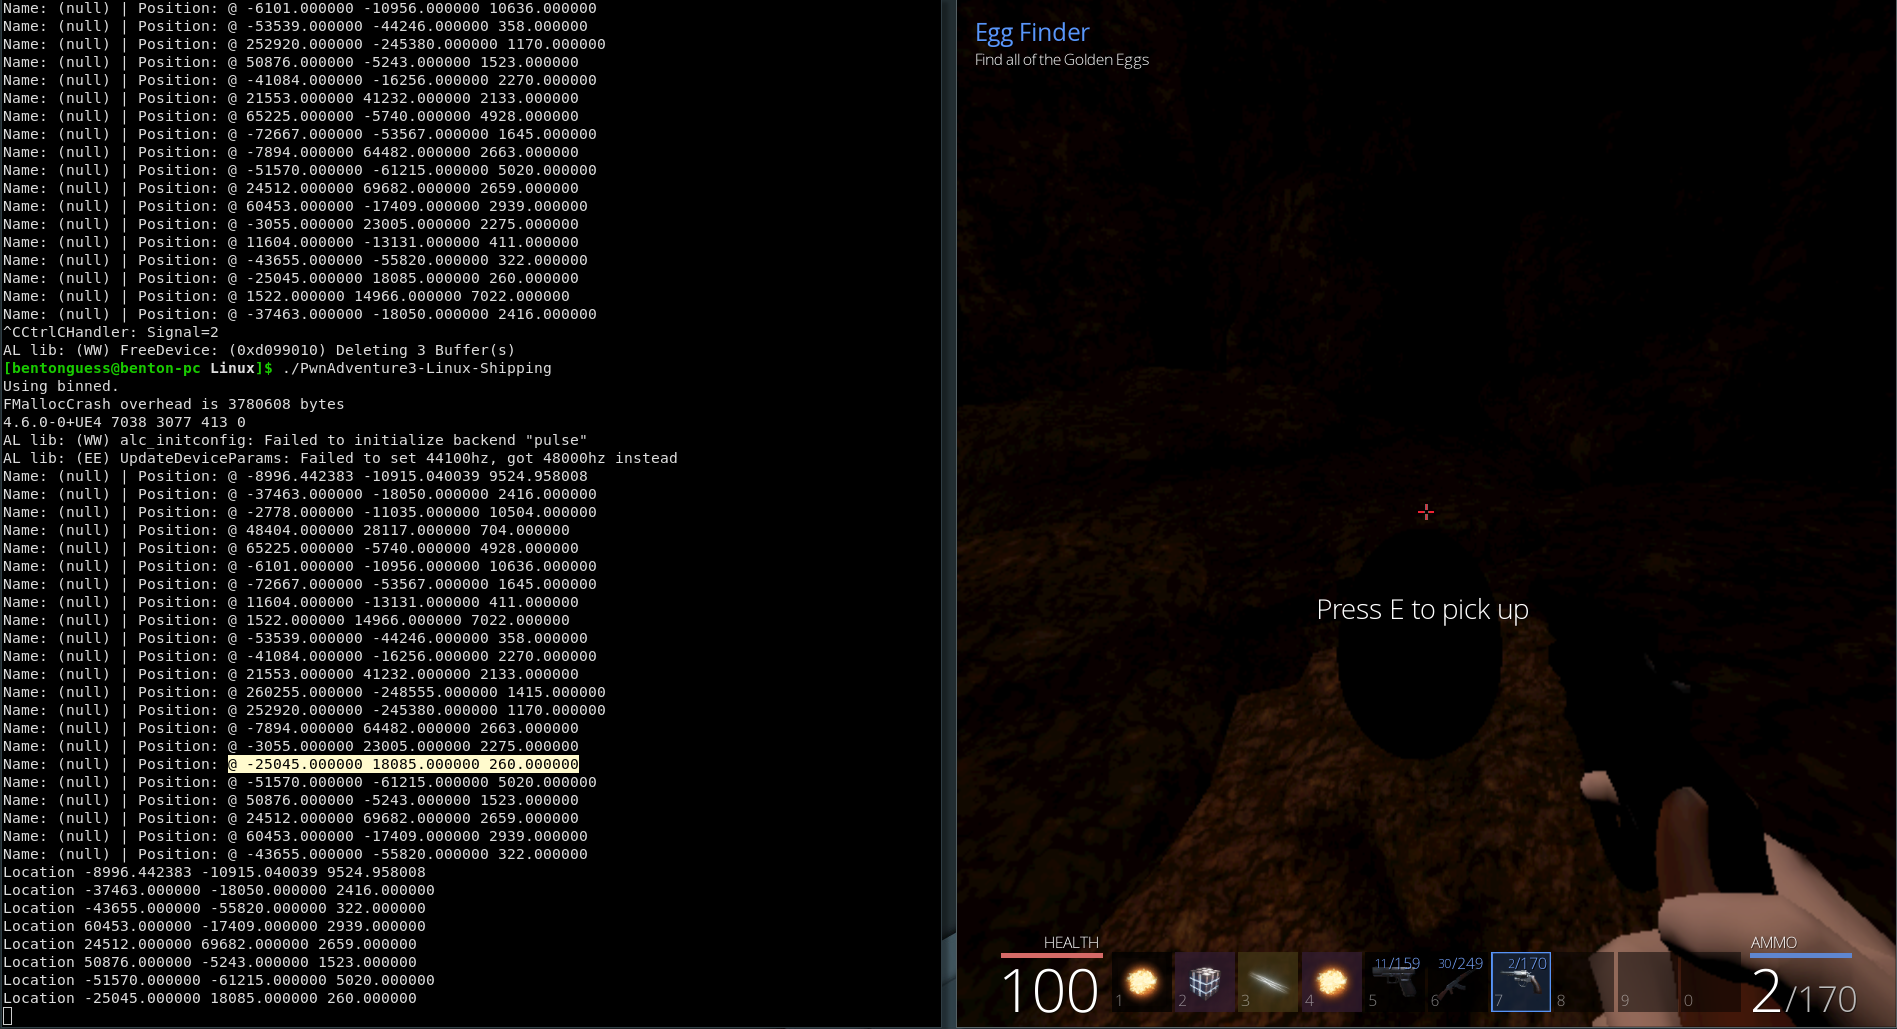 Name: (null) | Position: @ -6101.000000 -10956.000000 10636.000000
Name: (null) | Position: @ -53539.000000 -44246.000000 358.000000
Name: (null) | Position: @ 252920.000000 -245380.000000 1170.000000
Name: (null) | Position: @ 50876.000000 -5243.000000 1523.000000
Name: (null) | Position: @ -41084.000000 -16256.000000 2270.000000
Name: (null) | Position: @ 21553.000000 41232.000000 2133.000000
Name: (null) | Position: @ 65225.000000 -5740.000000 4928.000000
Name: (null) | Position: @ -72667.000000 -53567.000000 1645.000000
Name: (null) | Position: @ -7894.000000 64482.000000 2663.000000
Name: (null) | Position: @ -51570.000000 -61215.000000 5020.000000
Name: (null) | Position: @ 24512.000000 69682.000000 2659.000000
Name: (null) | Position: @ 60453.000000 -17409.000000 2939.000000
Name: (null) | Position: @ -3055.000000 23005.000000 2275.000000
Name: (null) | Position: @ 11604.000000 -13131.000000 411.000000
Name: (null) | Position: @ -43655.000000 -55820.000000 322.000000
Name: (null) | Position: @ -25045.000000 18085.000000 260.000000
Name: (null) | Position: @ 1522.000000 14966.000000 7022.000000
Name: (null) | Position: @ -37463.000000 -18050.000000 2416.000000
^CCtrlCHandler: Signal=2
AL lib: (WW) FreeDevice: (0xd099010) Deleting 3 Buffer(s)
[bentonguess@benton-pc Linux]$ ./PwnAdventure3-Linux-Shipping
Using binned.
FMallocCrash overhead is 3780608 bytes
4.6.0-0+UE4 7038 3077 413 0
AL lib: (WW) alc_initconfig: Failed to initialize backend "pulse"
AL lib: (EE) UpdateDeviceParams: Failed to set 44100hz, got 48000hz instead
Name: (null) | Position: @ -8996.442383 -10915.040039 9524.958008
Name: (null) | Position: @ -37463.000000 -18050.000000 2416.000000
Name: (null) | Position: @ -2778.000000 -11035.000000 10504.000000
Name: (null) | Position: @ 48404.000000 28117.000000 704.000000
Name: (null) | Position: @ 65225.000000 -5740.000000 4928.000000
Name: (null) | Position: @ -6101.000000 -10956.000000 10636.000000
Name: (null) | Position: @ -72667.000000 -53567.000000 1645.000000
Name: (null) | Position: @ 11604.000000 -13131.000000 411.000000
Name: (null) | Position: @ 1522.000000 14966.000000 7022.000000
Name: (null) | Position: @ -53539.000000 -44246.000000 358.000000
Name: (null) | Position: @ -41084.000000 -16256.000000 2270.000000
Name: (null) | Position: @ 21553.000000 41232.000000 2133.000000
Name: (null) | Position: @ 260255.000000 -248555.000000 1415.000000
Name: (null) | Position: @ 252920.000000 -245380.000000 1170.000000
Name: (null) | Position: @ -7894.000000 64482.000000 2663.000000
Name: (null) | Position: @ -3055.000000 23005.000000 2275.000000
Name: (null) | Position: @ -25045.000000 18085.000000 260.000000
Name: (null) | Position: @ -51570.000000 -61215.000000 5020.000000
Name: (null) | Position: @ 50876.000000 -5243.000000 1523.000000
Name: (null) | Position: @ 24512.000000 69682.000000 2659.000000
Name: (null) | Position: @ 60453.000000 -17409.000000 2939.000000
Name: (null) | Position: @ -43655.000000 -55820.000000 322.000000
Location -8996.442383 -10915.040039 9524.958008
Location -37463.000000 -18050.000000 2416.000000
Location -43655.000000 -55820.000000 322.000000
Location 60453.000000 -17409.000000 2939.000000
Location 24512.000000 69682.000000 2659.000000
Location 50876.000000 -5243.000000 1523.000000
Location -51570.000000 -61215.000000 5020.000000
Location -25045.000000 18085.000000 260.000000
Egg Finder
Find all of the Golden Eggs
Press E to pick up
HEALTH
100
11/159 30/249 2/170
1 2 3 4 5 6 7 8 9 0
AMMO
2/170